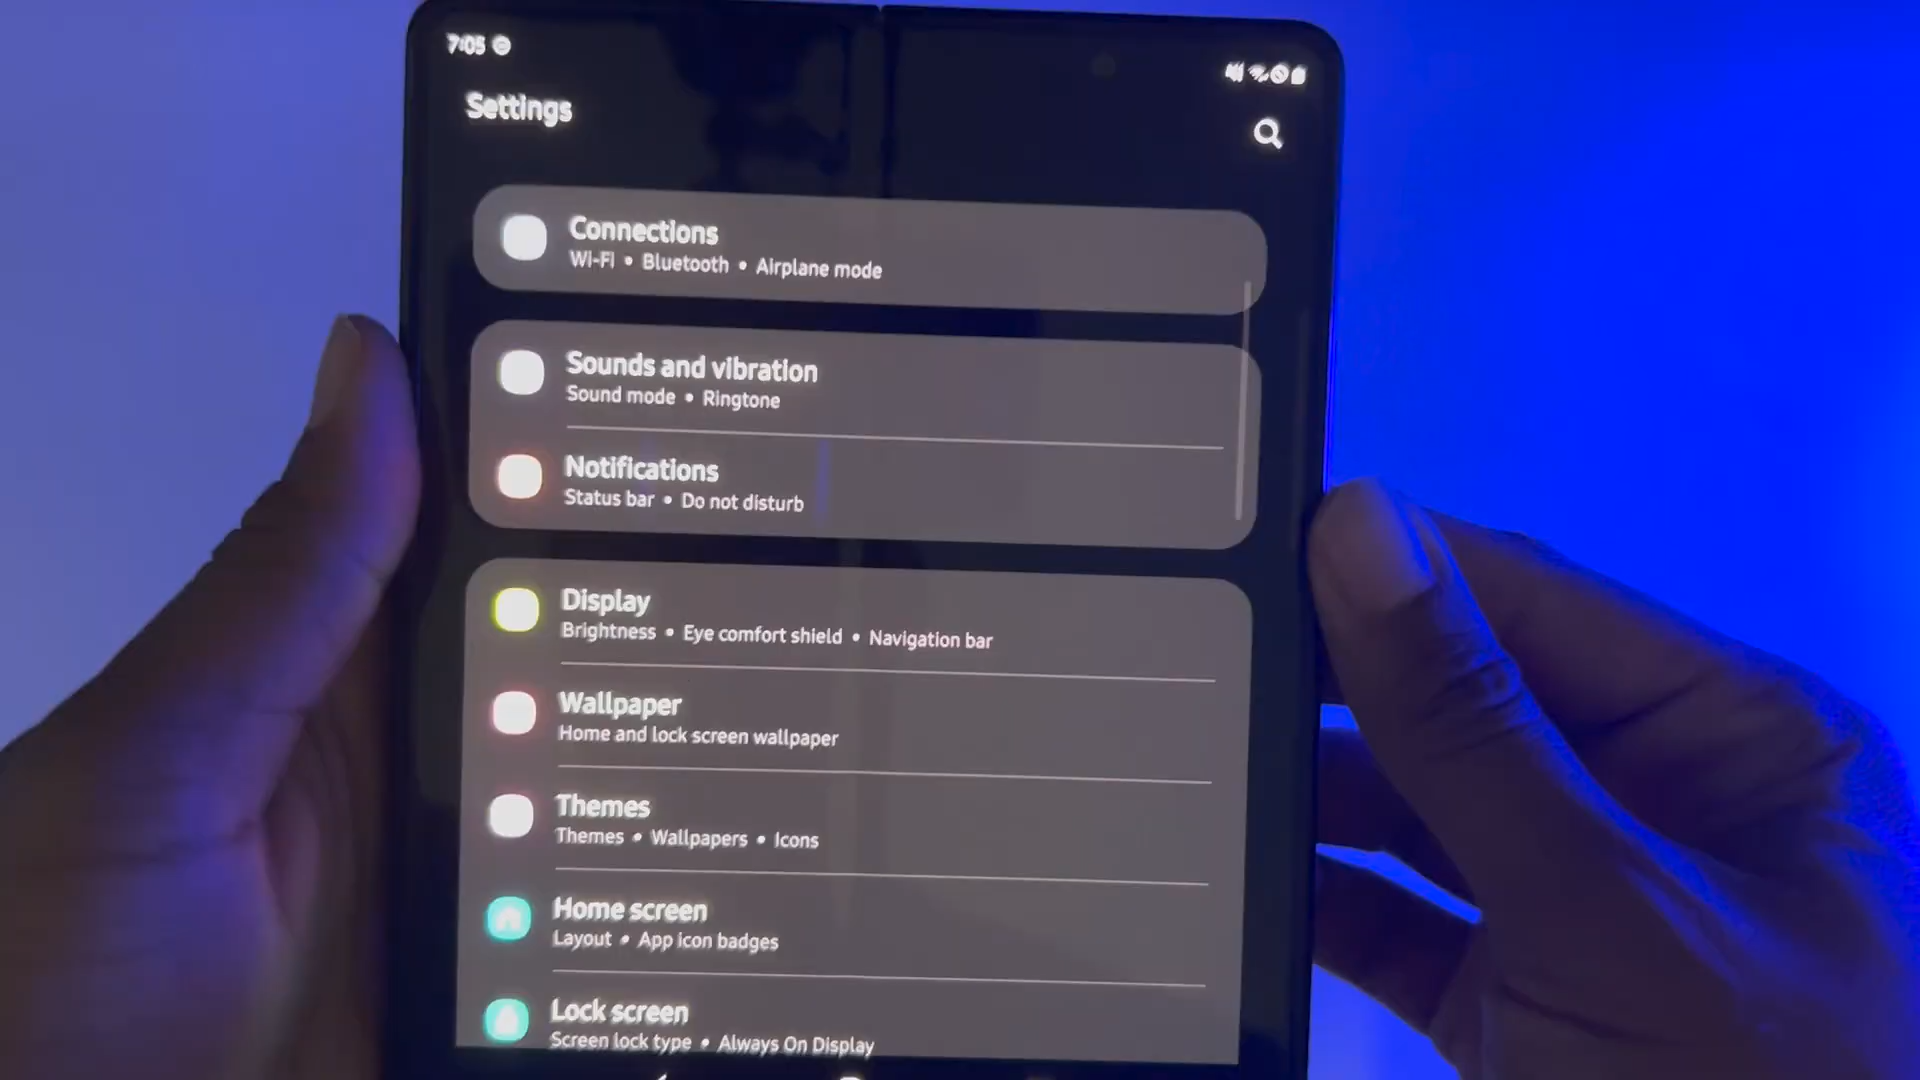 7:05
Settings
Connections
Wi-Fi • Bluetooth • Airplane mode
Sounds and vibration
Sound mode • Ringtone
Notifications
Status bar • Do not disturb
Display
Brightness • Eye comfort shield • Navigation bar
Wallpaper
Home and lock screen wallpaper
Themes
Themes • Wallpapers • Icons
Home screen
Layout • App icon badges
Lock screen
Screen lock type • Always On Display